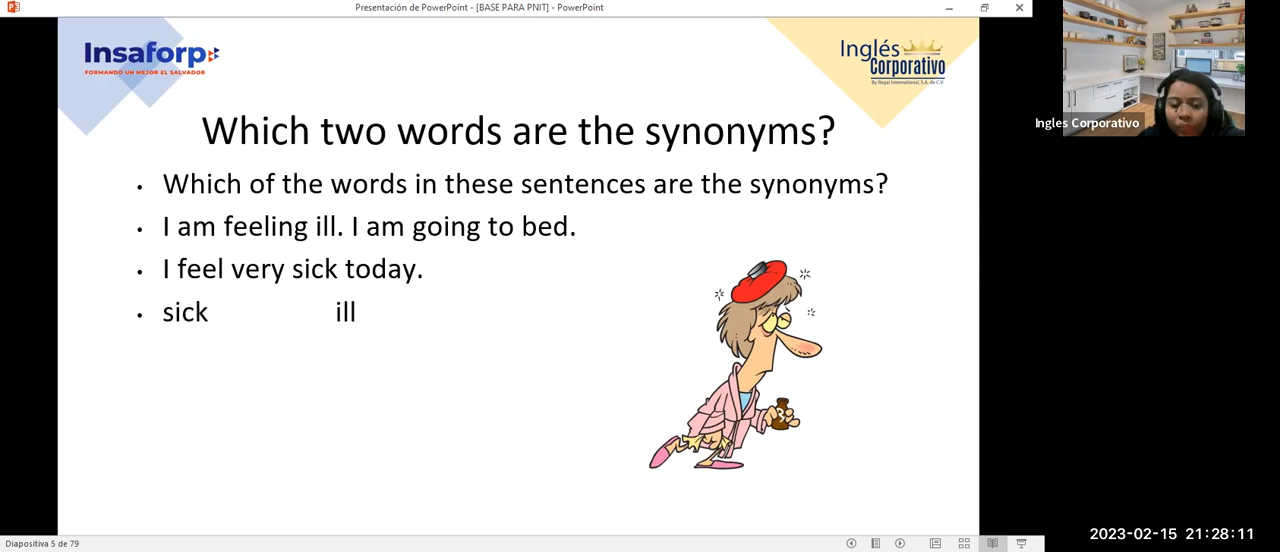 Presentación de PowerPoint - [BASE PARA PNIT] - PowerPoint
Insaforp
FORMANDO UN MEJOR EL SALVADOR
Inglés
Corporativo
By Regal International, S.A. de C.V.
Ingles Corporativo
Which two words are the synonyms?
• Which of the words in these sentences are the synonyms?
• I am feeling ill. I am going to bed.
• I feel very sick today.
• sick ill
Diapositiva 5 de 79
2023-02-15 21:28:11